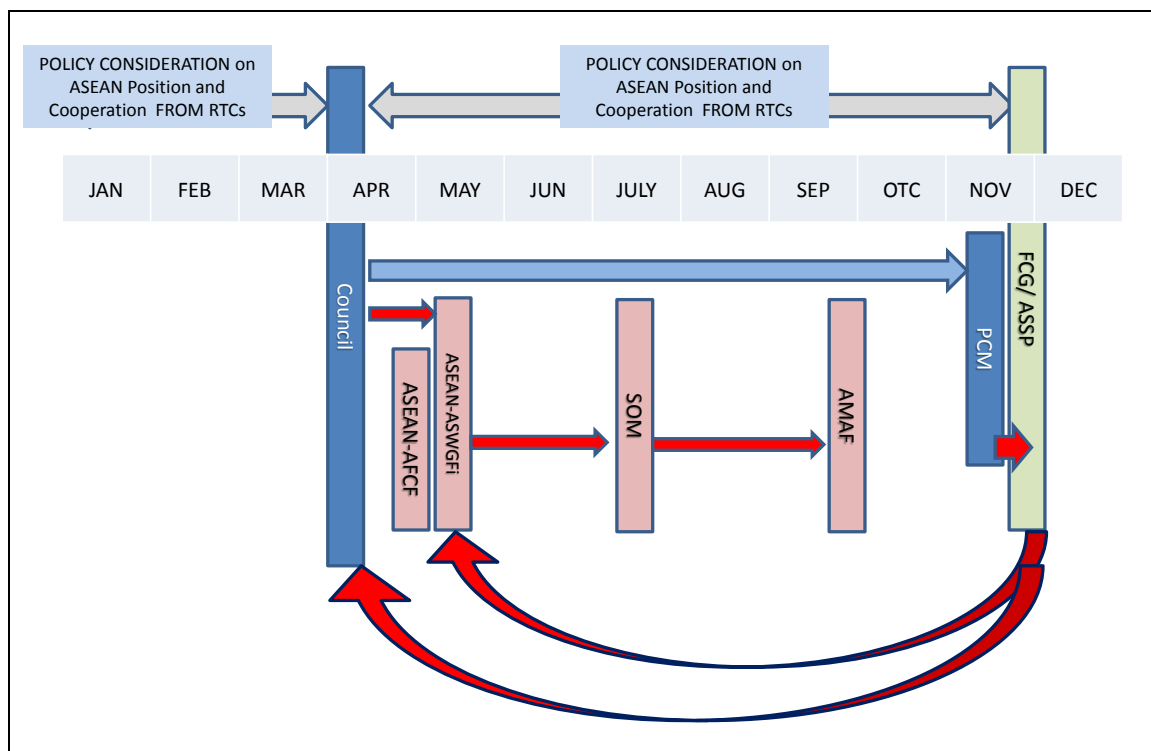 POLICY CONSIDERATION on
ASEAN Position and
Cooperation FROM RTCs
POLICY CONSIDERATION on
ASEAN Position and
Cooperation FROM RTCs
JAN
FEB
MAR
APR
MAY
JUN
JULY
AUG
SEP
OTC
NOV
DEC
Council
ASEAN-AFCF
ASEAN-ASWGFi
SOM
AMAF
PCM
FCG/ ASSP